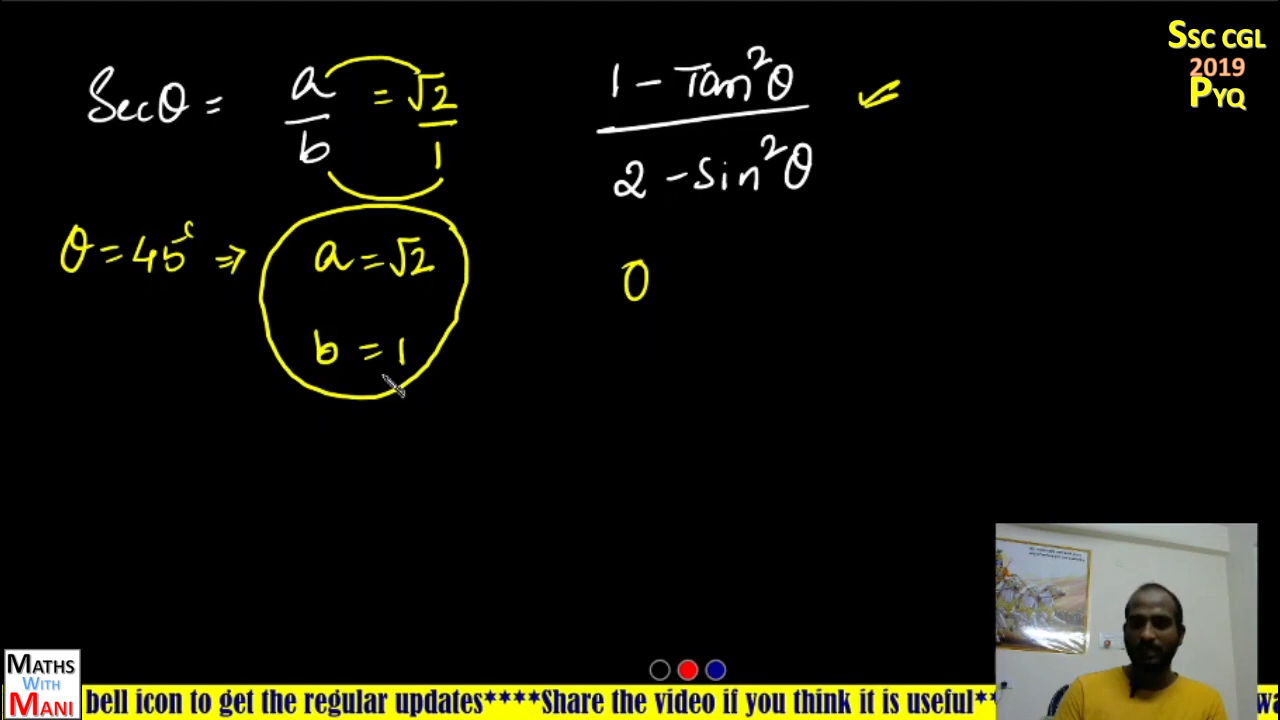 Secθ = a/b = √2/1
1 - Tan²θ / 2 - Sin²θ
θ = 45° ⇒ a = √2
b = 1
0
SSC CGL
2019
PYQ
MATHS
WITH
MANI
bell icon to get the regular updates****Share the video if you think it is useful**